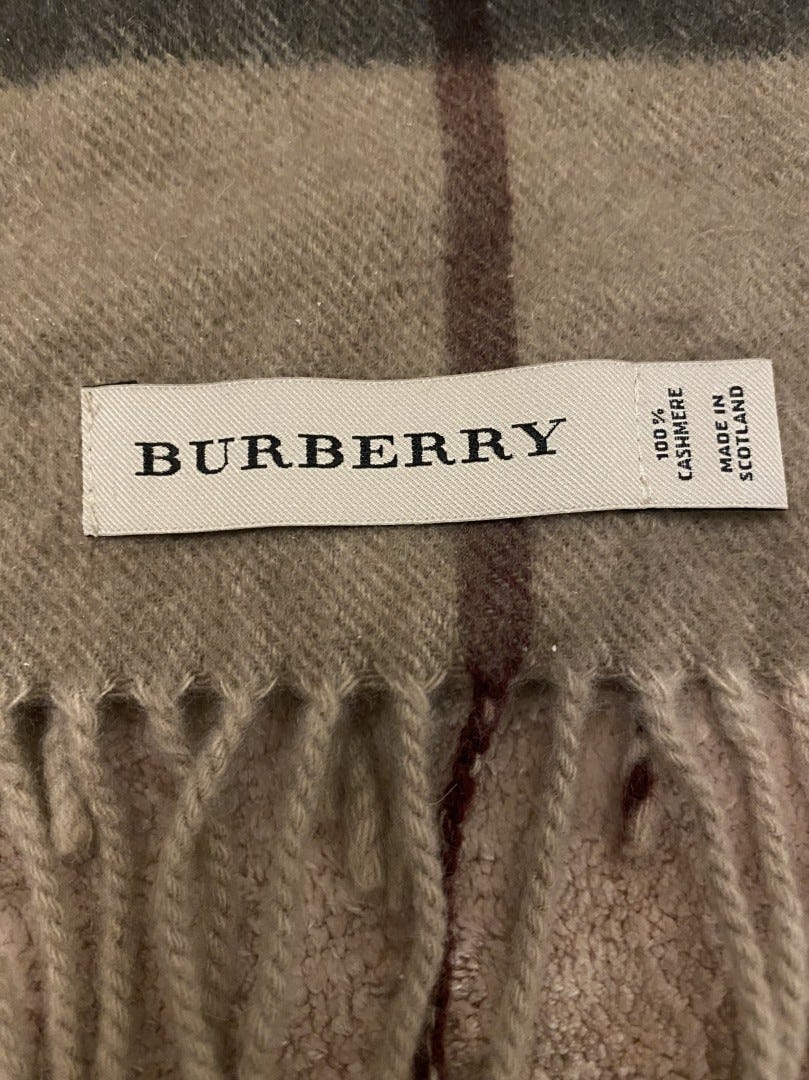 BURBERRY
100%
CASHMERE
MADE IN
SCOTLAND